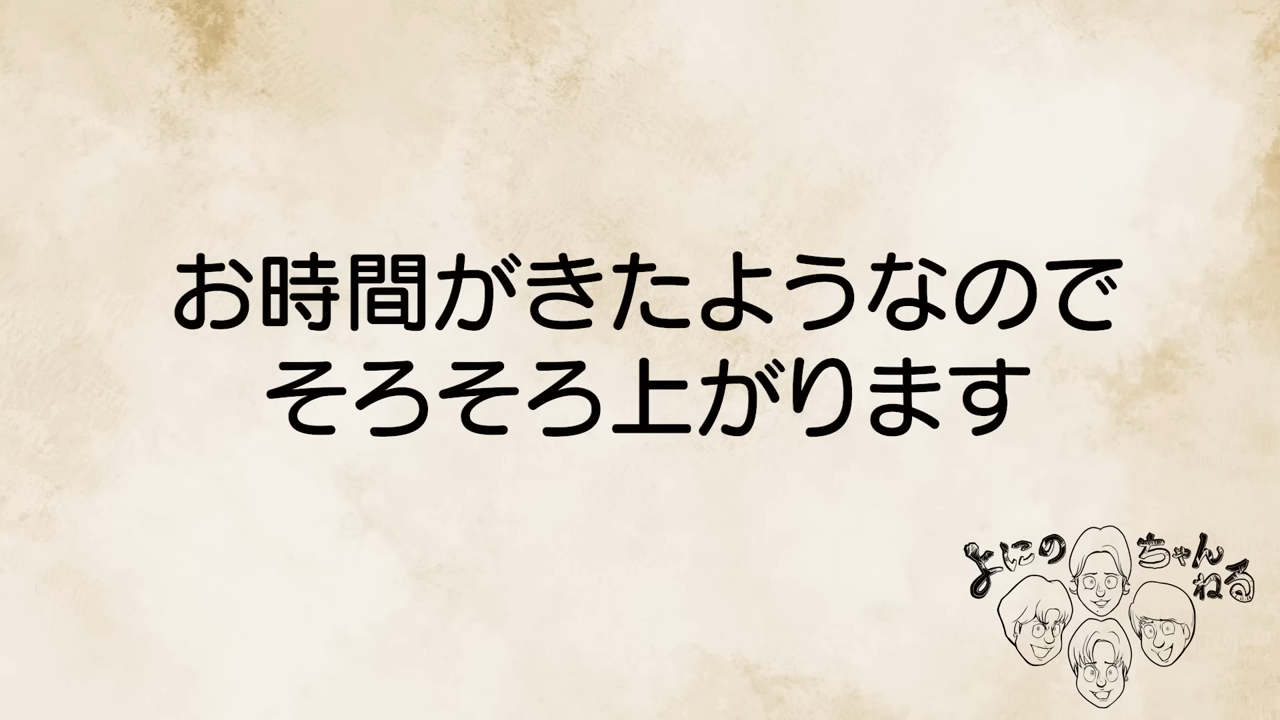 お時間がきたようなので
そろそろ上がります
よにの ちゃん
ねる